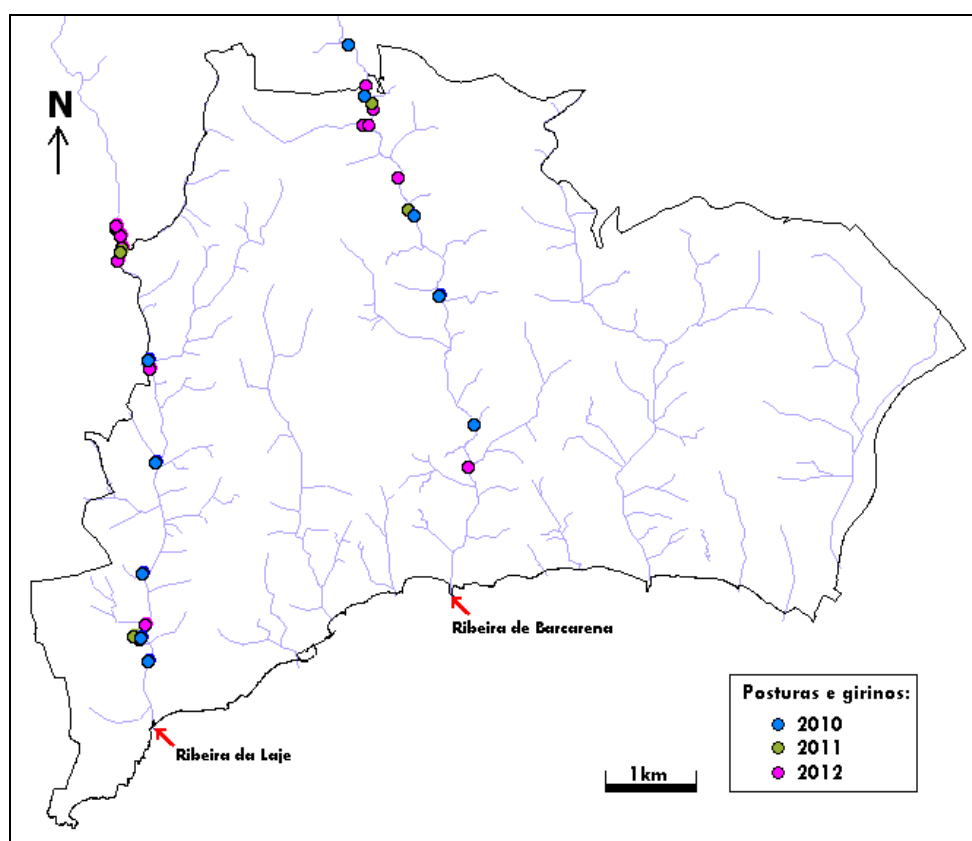 N
Ribeira de Barcarena
Ribeira da Laje
1km
Posturas e girinos:
2010
2011
2012